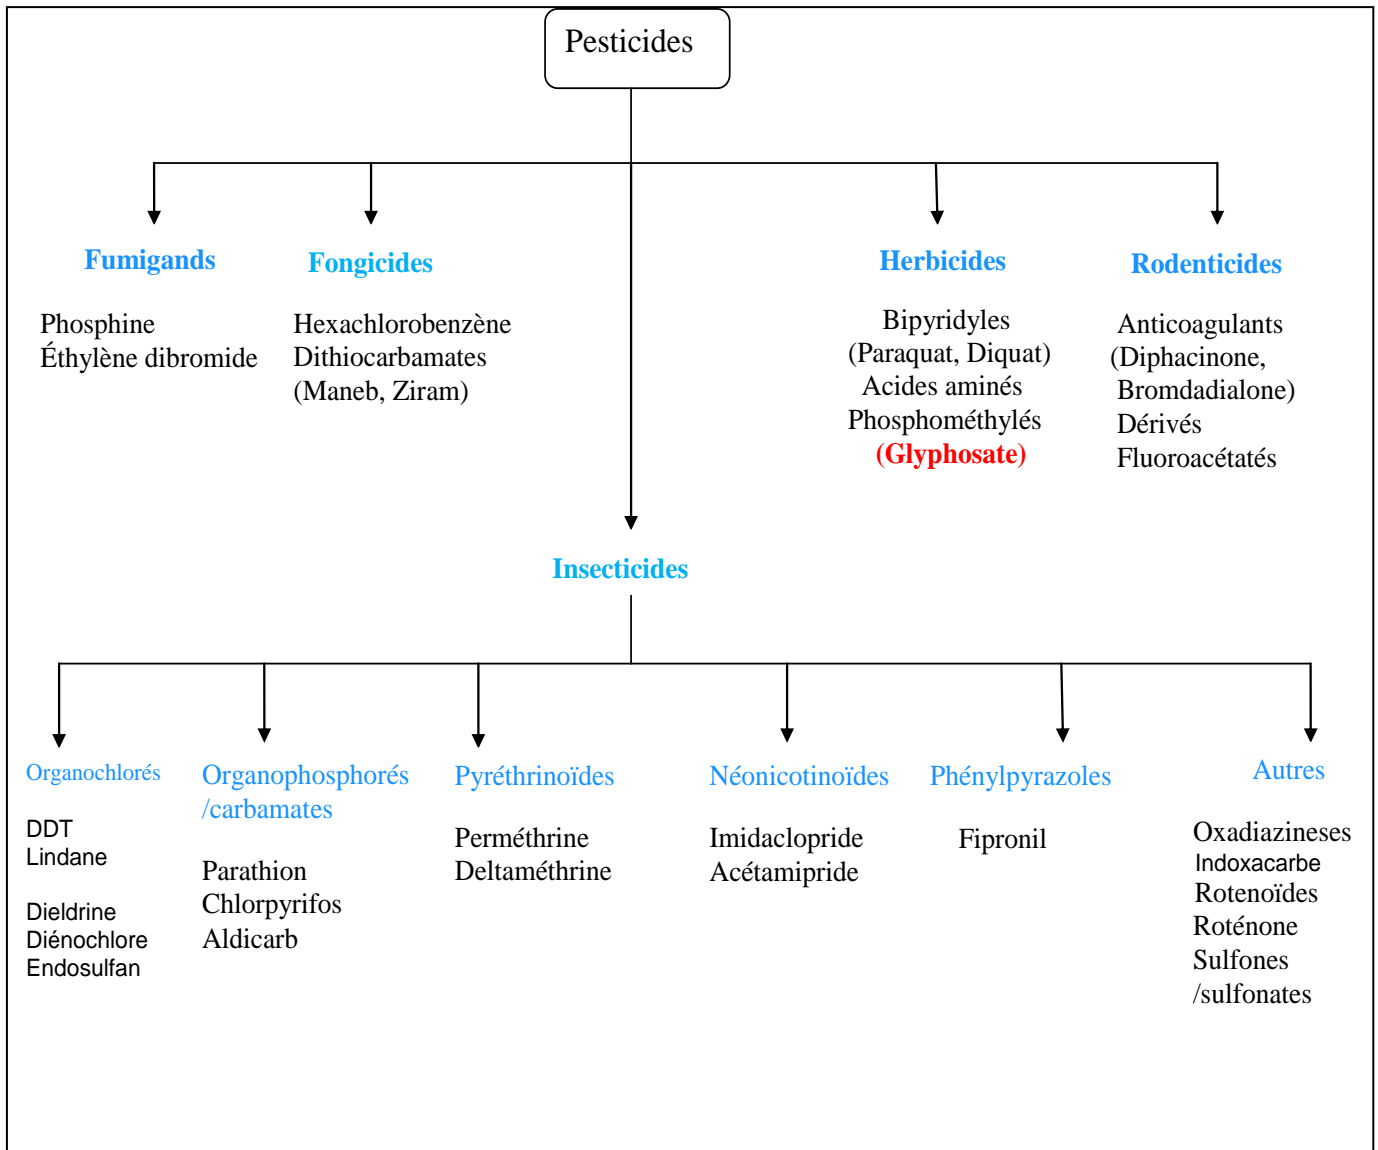 Pesticides
Fumigands
Phosphine
Éthylène dibromide
Fongicides
Hexachlorobenzène
Dithiocarbamates
(Maneb, Ziram)
Herbicides
Bipyridyles
(Paraquat, Diquat)
Acides aminés
Phosphométhylés
(Glyphosate)
Rodenticides
Anticoagulants
(Diphacinone,
Bromdadialone)
Dérivés
Fluoroacétatés
Insecticides
Organochlorés
DDT
Lindane
Dieldrine
Diénochlore
Endosulfan
Organophosphorés
/carbamates
Parathion
Chlorpyrifos
Aldicarb
Pyréthrinoïdes
Perméthrine
Deltaméthrine
Néonicotinoïdes
Imidaclopride
Acétamipride
Phénylpyrazoles
Fipronil
Autres
Oxadiazineses
Indoxacarbe
Rotenoïdes
Roténone
Sulfones
/sulfonates